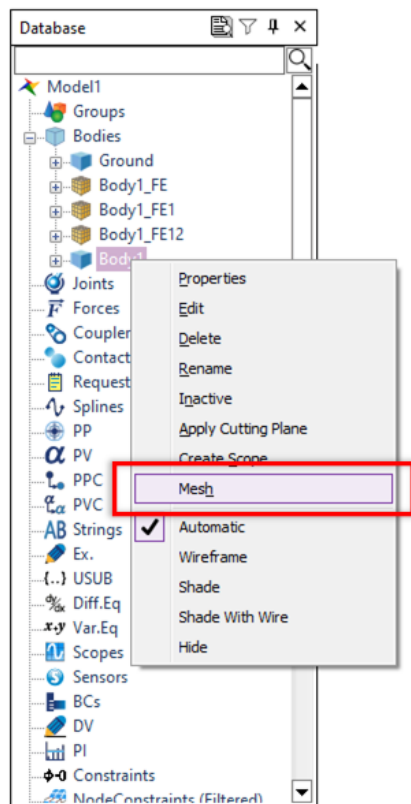 Database
Model1
Groups
Bodies
Ground
Body1_FE
Body1_FE1
Body1_FE12
Body1
Joints
Forces
Coupler
Contact
Request
Splines
PP
PV
PPC
PVC
AB Strings
Ex.
{..} USUB
Diff.Eq
x+y Var.Eq
Scopes
Sensors
BCs
DV
PI
Constraints
NodeConstraints (Filtered)
Properties
Edit
Delete
Rename
Inactive
Apply Cutting Plane
Create Scope
Mesh
Automatic
Wireframe
Shade
Shade With Wire
Hide